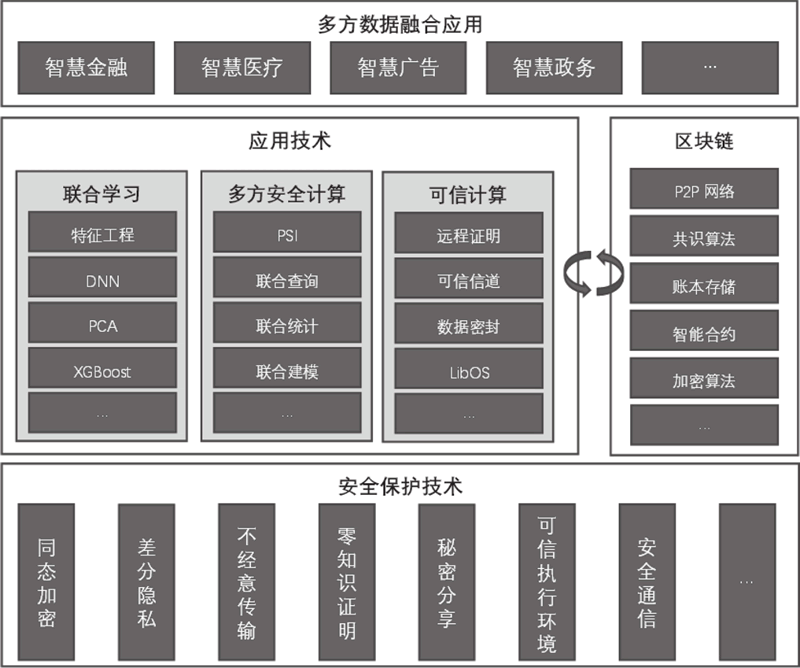 多方数据融合应用
智慧金融
智慧医疗
智慧广告
智慧政务
...
应用技术
联合学习
特征工程
DNN
PCA
XGBoost
...
多方安全计算
PSI
联合查询
联合统计
联合建模
...
可信计算
远程证明
可信信道
数据密封
LibOS
...
区块链
P2P 网络
共识算法
账本存储
智能合约
加密算法
...
安全保护技术
同态加密
差分隐私
不经意传输
零知识证明
秘密分享
可信执行环境
安全通信
...